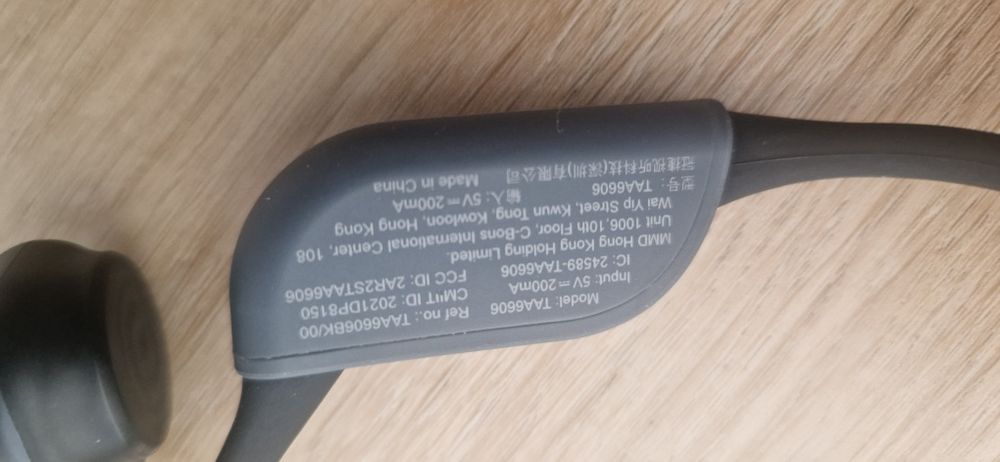 Model: TAA6606 Ref no.: TAA6606BK/00
Input: 5V⎓200mA CMIIT ID: 2021DP8150
IC: 24589-TAA6606 FCC ID: 2AR2STAA6606
MMD Hong Kong Holding Limited.
Unit 1006,10th Floor, C-Bons International Center, 108
Wai Yip Street, Kwun Tong, Kowloon, Hong Kong
型号：TAA6606 输入：5V⎓200mA
冠捷视听科技(深圳)有限公司 Made in China